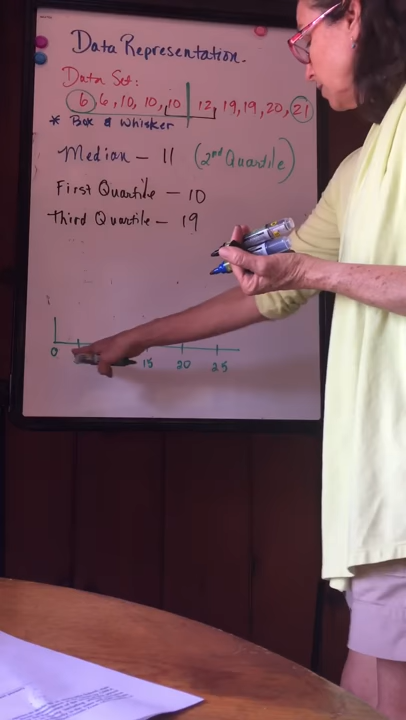 Data Representation.
Data Set:
6, 6, 10, 10, 10 12, 19, 19, 20, 21
* Box & Whisker
Median - 11 (2nd Quartile)
First Quartile - 10
Third Quartile - 19
0 15 20 25